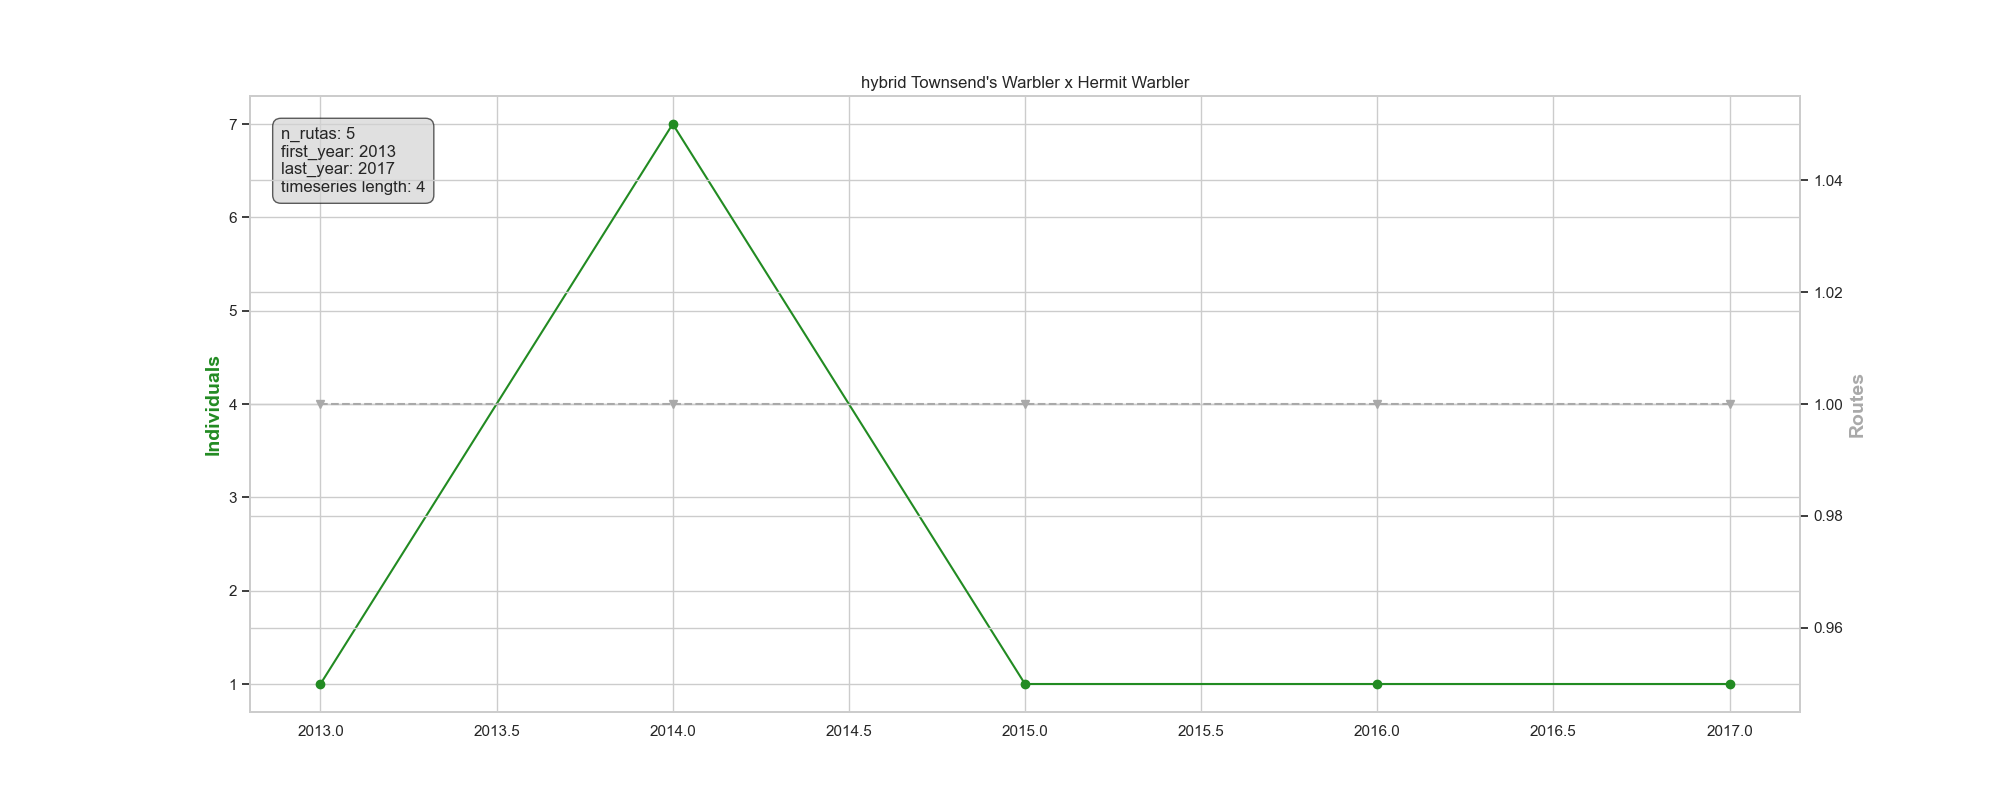 hybrid Townsend's Warbler x Hermit Warbler
n_rutas: 5
first_year: 2013
last_year: 2017
timeseries length: 4
7
6
5
4
3
2
1
Individuals
1.04
1.02
1.00
0.98
0.96
Routes
2013.0 2013.5 2014.0 2014.5 2015.0 2015.5 2016.0 2016.5 2017.0